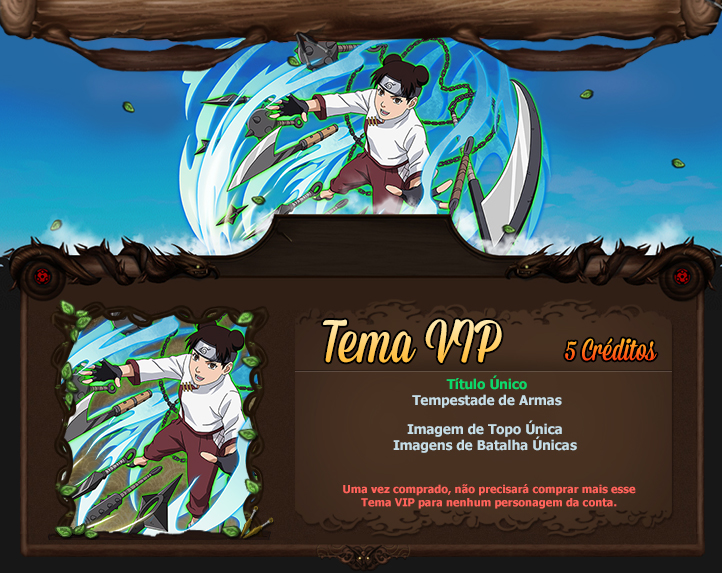 Tema VIP
5 Créditos
Título Único
Tempestade de Armas
Imagem de Topo Única
Imagens de Batalha Únicas
Uma vez comprado, não precisará comprar mais esse
Tema VIP para nenhum personagem da conta.